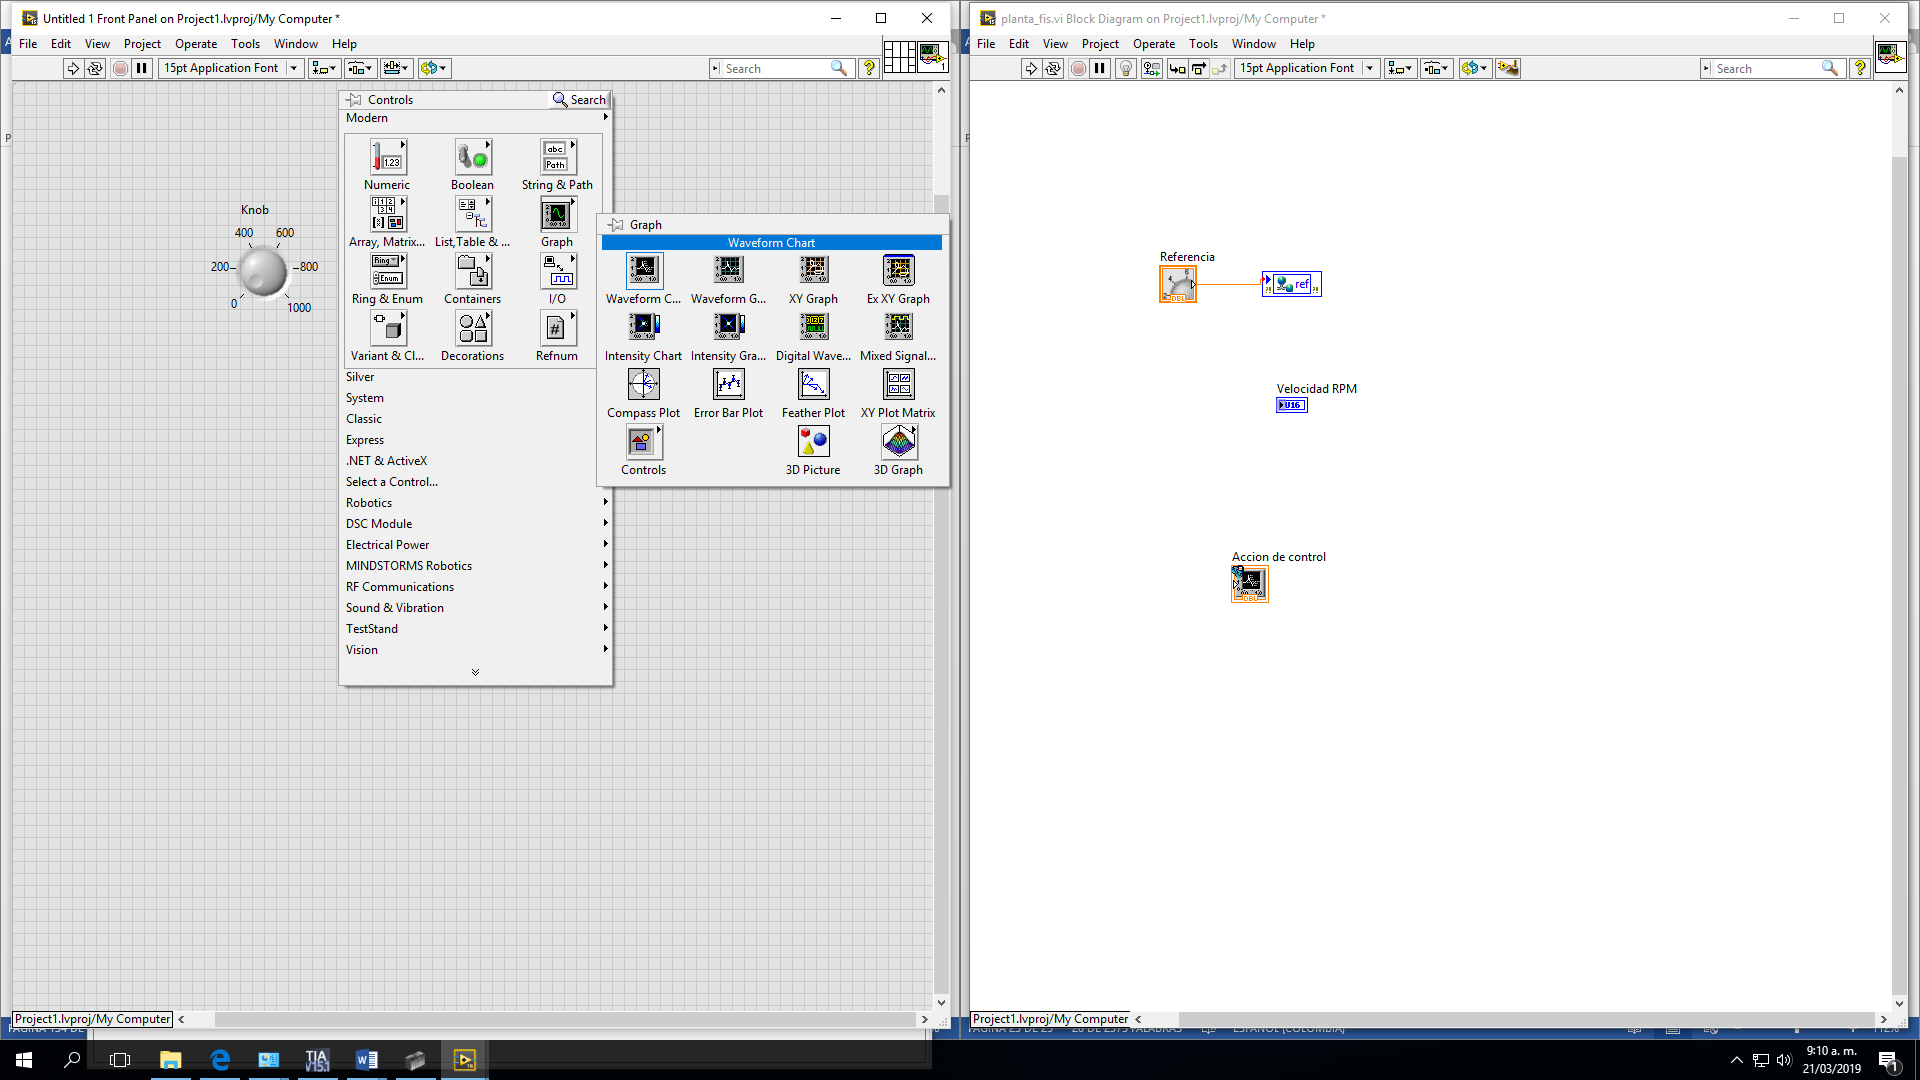 Untitled 1 Front Panel on Project1.lvproj/My Computer *
File Edit View Project Operate Tools Window Help
15pt Application Font
Search
Knob
400 600
200 800
0 1000
Controls Search
Modern
Numeric Boolean String & Path
Array, Matrix... List,Table & ... Graph
Ring & Enum Containers I/O
Variant & Cl... Decorations Refnum
Silver
System
Classic
Express
.NET & ActiveX
Select a Control...
Robotics
DSC Module
Electrical Power
MINDSTORMS Robotics
RF Communications
Sound & Vibration
TestStand
Vision
Graph
Waveform Chart
Waveform C... Waveform G... XY Graph Ex XY Graph
Intensity Chart Intensity Gra... Digital Wave... Mixed Signal...
Compass Plot Error Bar Plot Feather Plot XY Plot Matrix
Controls 3D Picture 3D Graph
Project1.lvproj/My Computer
planta_fis.vi Block Diagram on Project1.lvproj/My Computer *
File Edit View Project Operate Tools Window Help
15pt Application Font
Search
Referencia
DBL
ref
Velocidad RPM
U16
Accion de control
DBL
Project1.lvproj/My Computer
TIA
V15.1
9:10 a. m.
21/03/2019
1